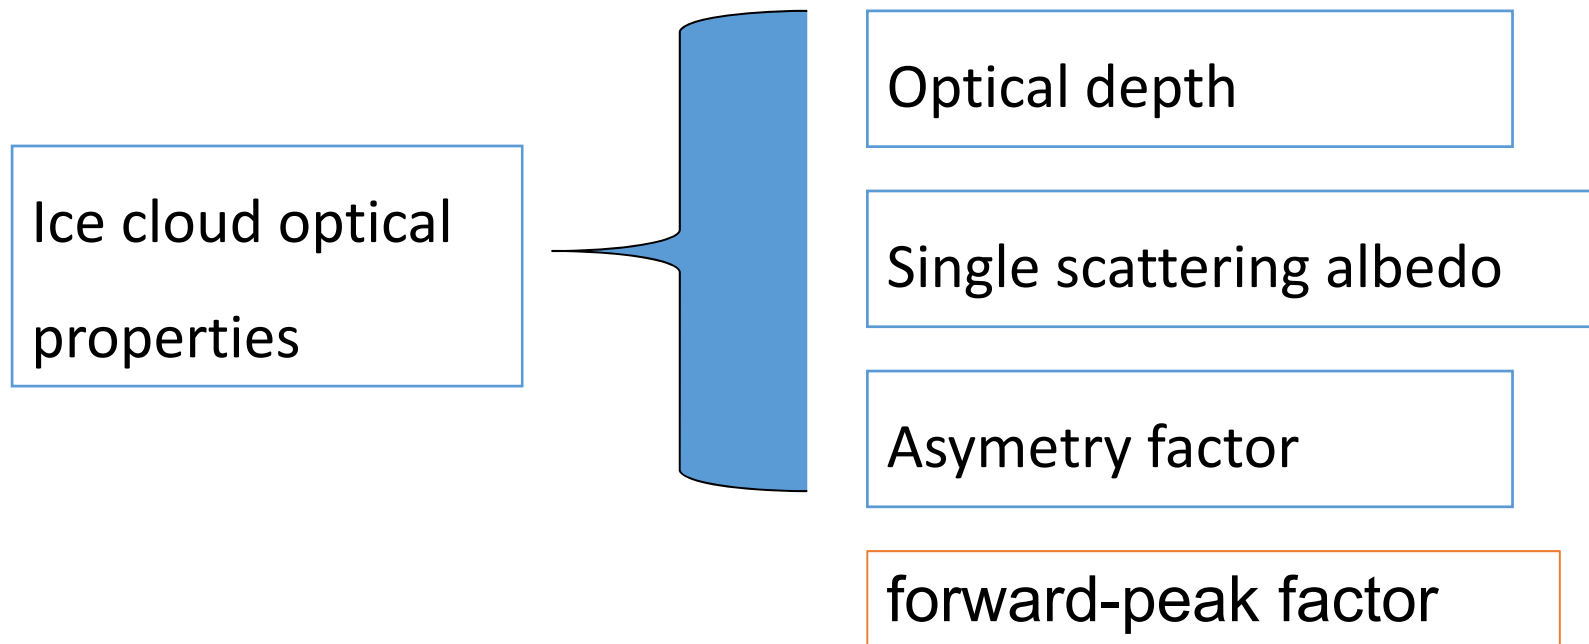 Ice cloud optical
properties
Optical depth
Single scattering albedo
Asymetry factor
forward-peak factor